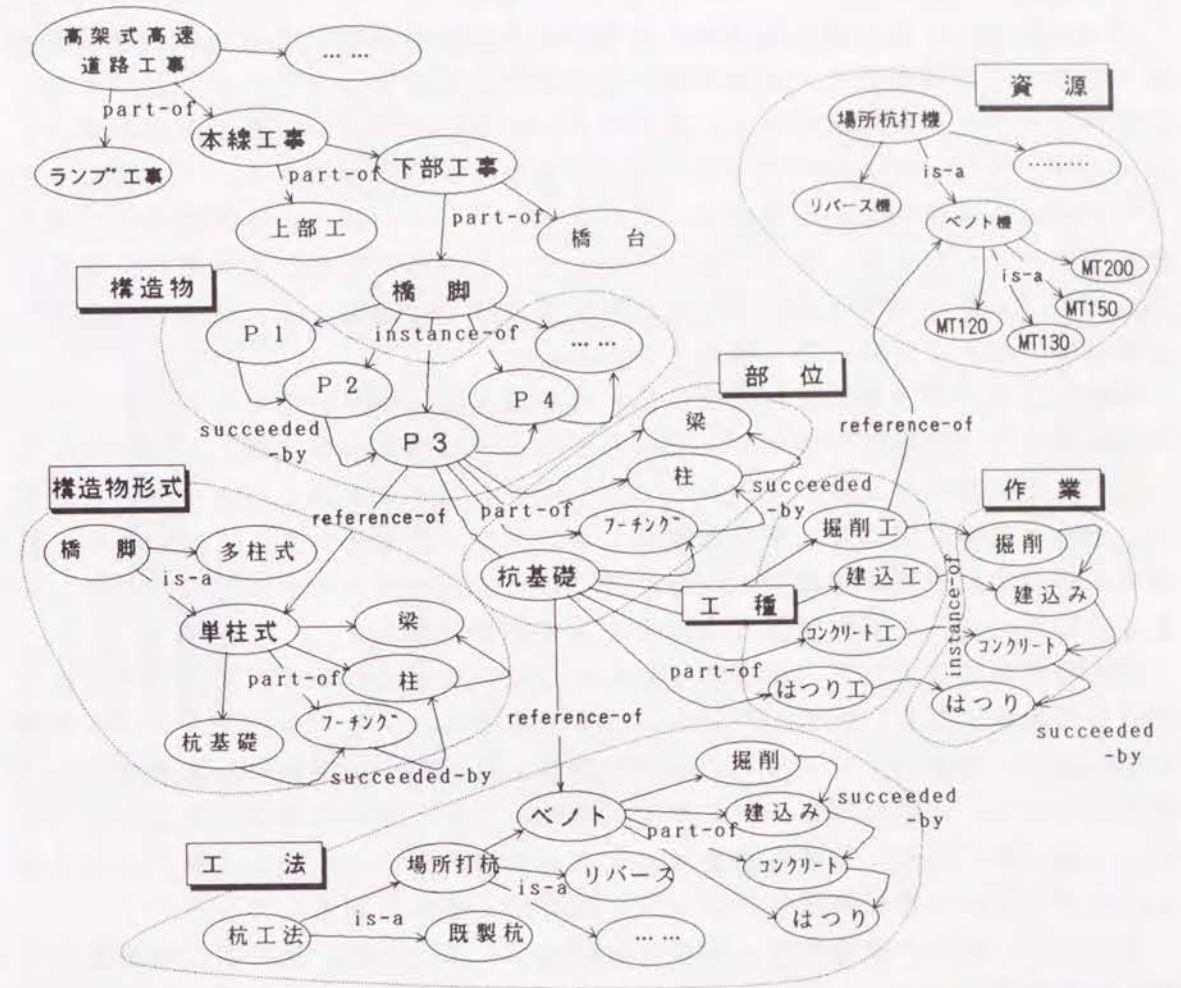 高架式高速
道路工事
… …
part-of
ランプ工事
本線工事
part-of
下部工事
上部工
part-of
橋 台
資 源
場所杭打機
is-a
………
リバース機
ベノト機
is-a
MT200
MT150
MT120
MT130
構造物
橋 脚
instance-of
… …
P 1
P 2
P 3
P 4
succeeded
-by
部 位
梁
柱
フーチング
part-of
succeeded
-by
reference-of
構造物形式
reference-of
橋 脚
多柱式
is-a
単柱式
梁
柱
part-of
フーチング
杭基礎
succeeded-by
杭基礎
工 種
掘削工
建込工
コンクリート工
はつり工
part-of
instance-of
作 業
掘削
建込み
コンクリート
はつり
succeeded
-by
reference-of
工 法
ベノト
掘削
建込み
コンクリート
はつり
part-of
succeeded
-by
場所打杭
リバース
is-a
… …
杭工法
is-a
既製杭